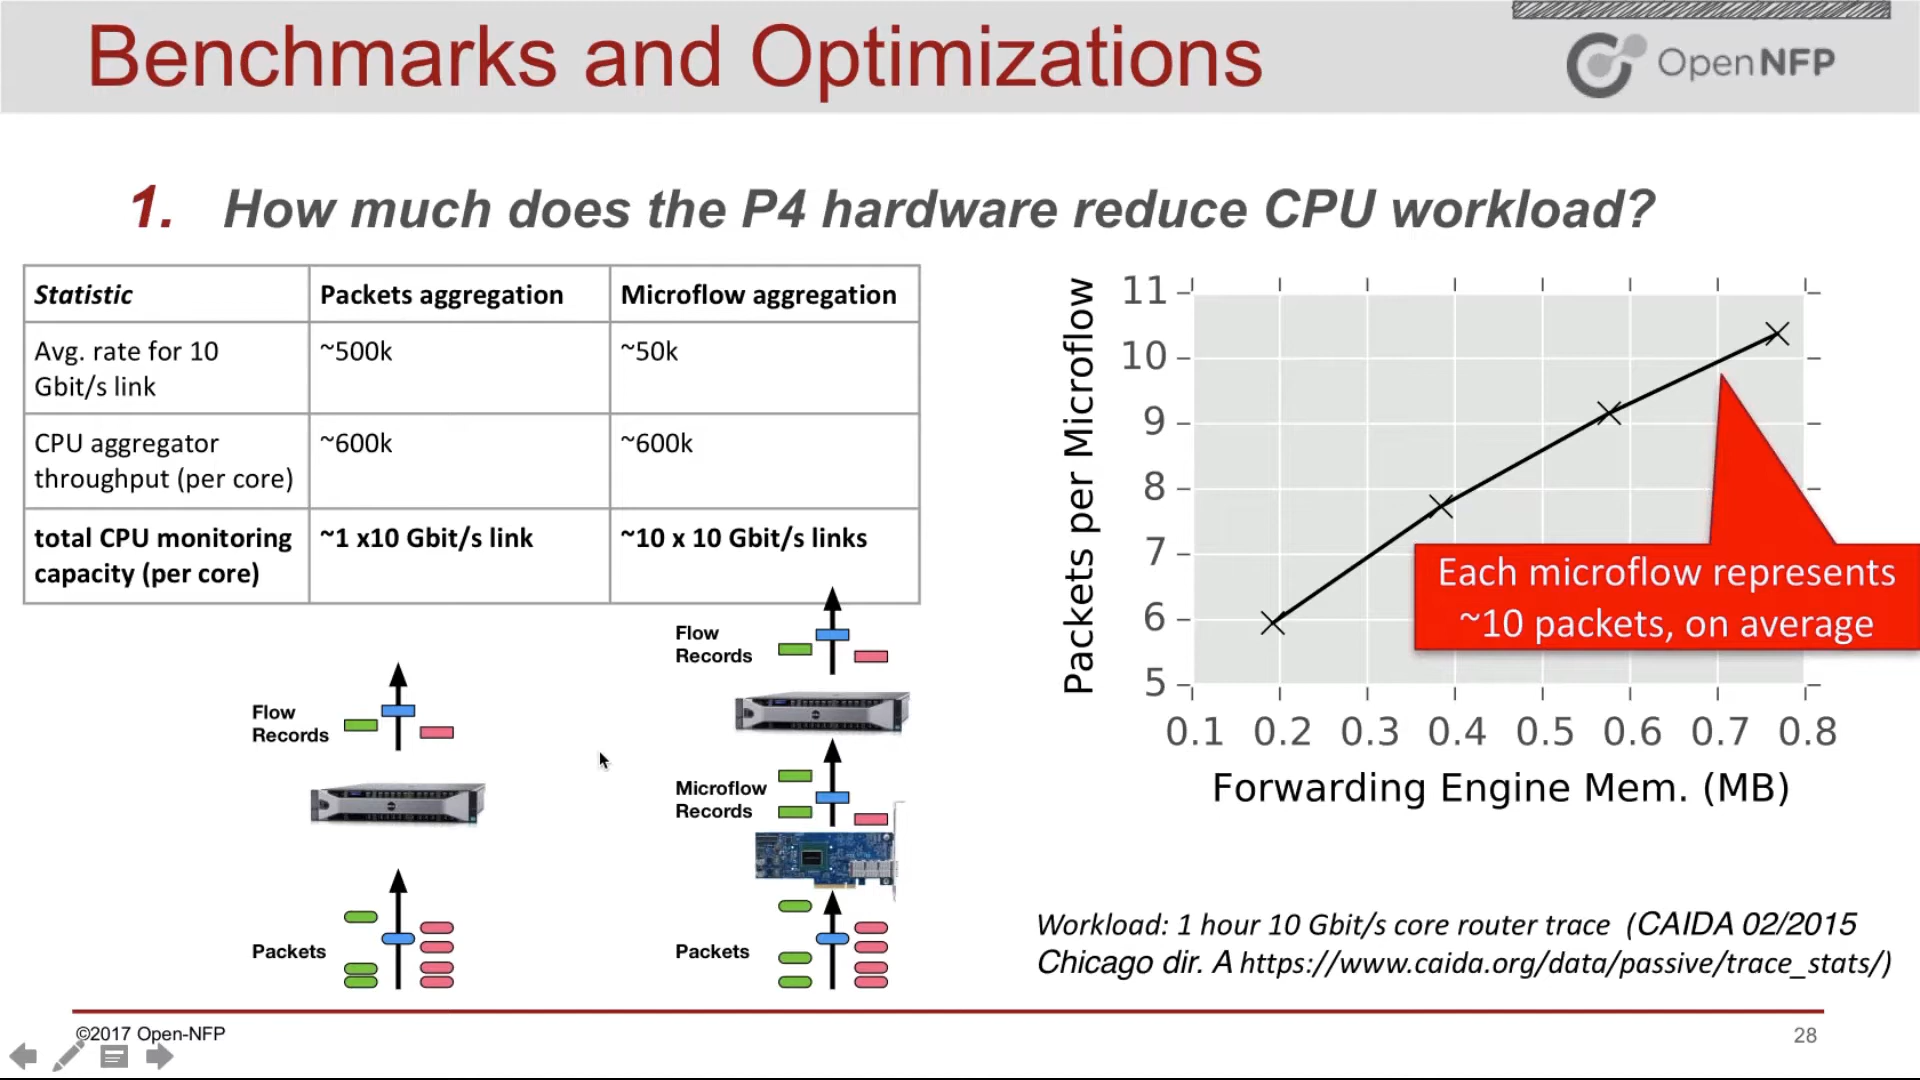 Benchmarks and Optimizations
Open NFP
1. How much does the P4 hardware reduce CPU workload?
Statistic
Packets aggregation
Microflow aggregation
Avg. rate for 10
Gbit/s link
~500k
~50k
CPU aggregator
throughput (per core)
~600k
~600k
total CPU monitoring
capacity (per core)
~1 x10 Gbit/s link
~10 x 10 Gbit/s links
Flow
Records
Packets
Flow
Records
Microflow
Records
Packets
Packets per Microflow
11
10
9
8
7
6
5
0.1 0.2 0.3 0.4 0.5 0.6 0.7 0.8
Forwarding Engine Mem. (MB)
Each microflow represents
~10 packets, on average
Workload: 1 hour 10 Gbit/s core router trace (CAIDA 02/2015
Chicago dir. A https://www.caida.org/data/passive/trace_stats/)
©2017 Open-NFP
28